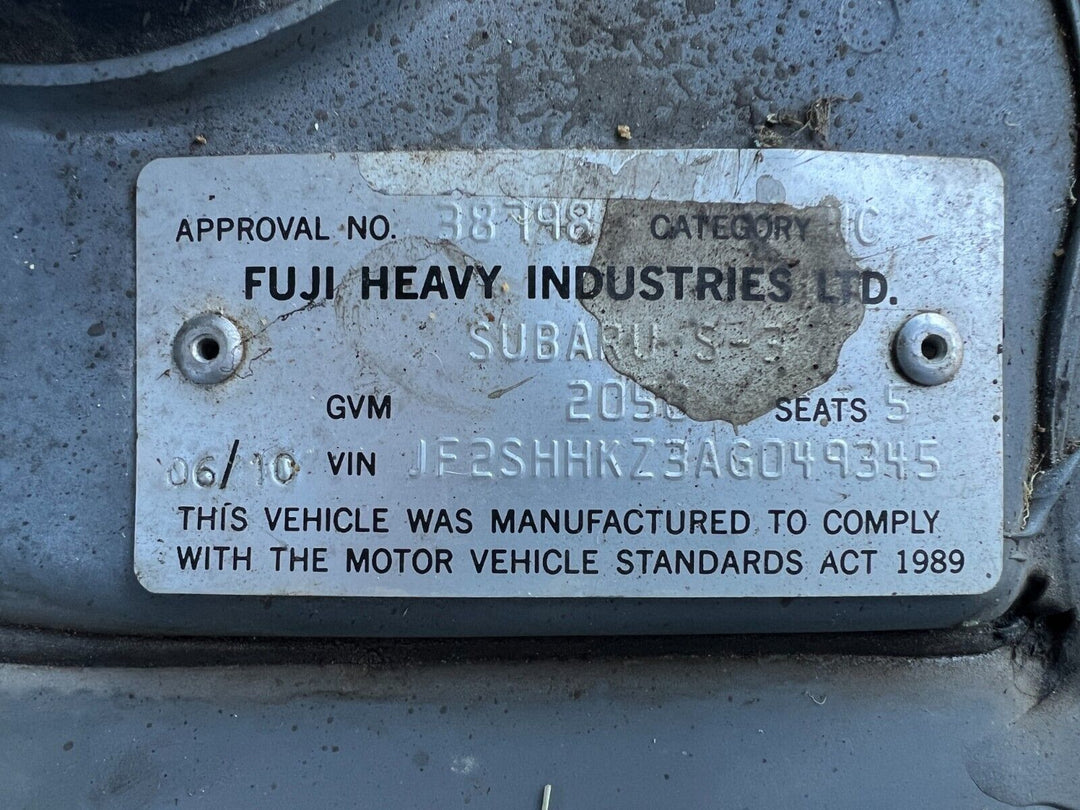 APPROVAL NO. 38798 CATEGORY
FUJI HEAVY INDUSTRIES LTD.
SUBARU S-3
GVM SEATS 5
06/10 VIN JF2SHHKZ3AG049345
THIS VEHICLE WAS MANUFACTURED TO COMPLY
WITH THE MOTOR VEHICLE STANDARDS ACT 1989